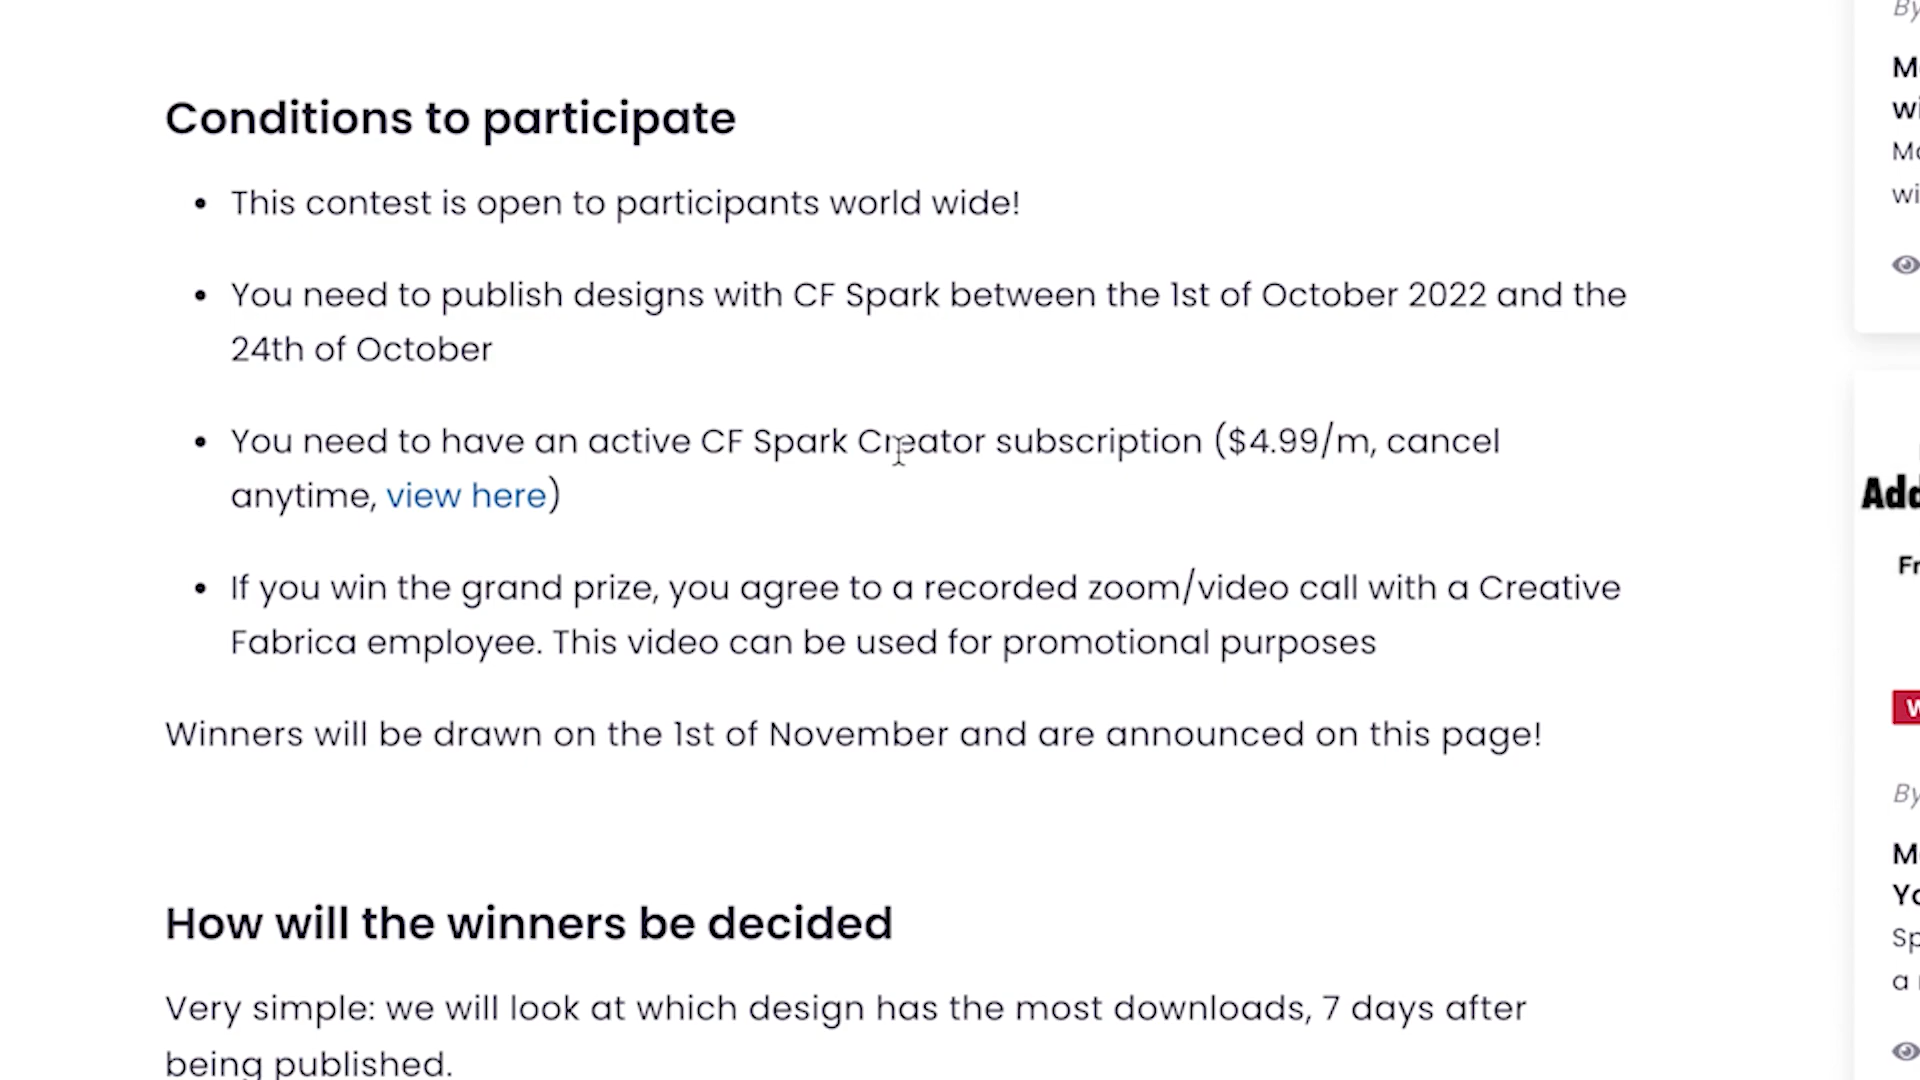 Conditions to participate
This contest is open to participants world wide!
You need to publish designs with CF Spark between the 1st of October 2022 and the
24th of October
You need to have an active CF Spark Creator subscription ($4.99/m, cancel
anytime, view here)
If you win the grand prize, you agree to a recorded zoom/video call with a Creative
Fabrica employee. This video can be used for promotional purposes
Winners will be drawn on the 1st of November and are announced on this page!
How will the winners be decided
Very simple: we will look at which design has the most downloads, 7 days after
being published.
By
Add
By
a